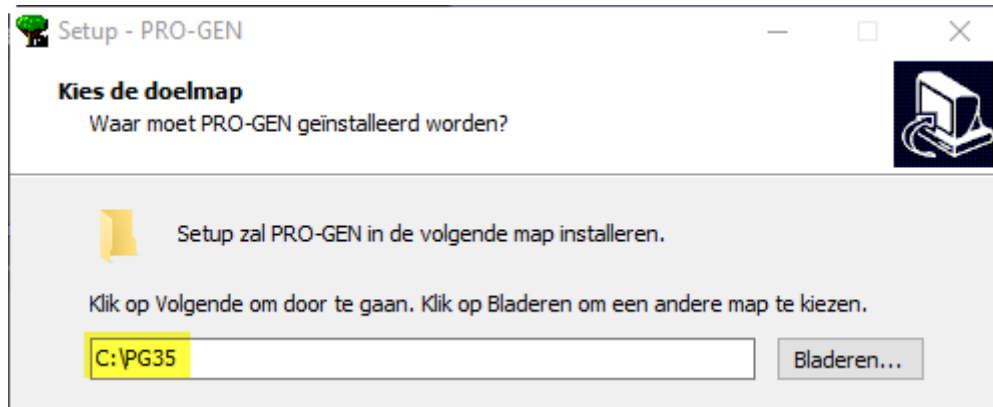 Setup - PRO-GEN
Kies de doelmap
Waar moet PRO-GEN geïnstalleerd worden?
Setup zal PRO-GEN in de volgende map installeren.
Klik op Volgende om door te gaan. Klik op Bladeren om een andere map te kiezen.
C:\PG35
Bladeren...